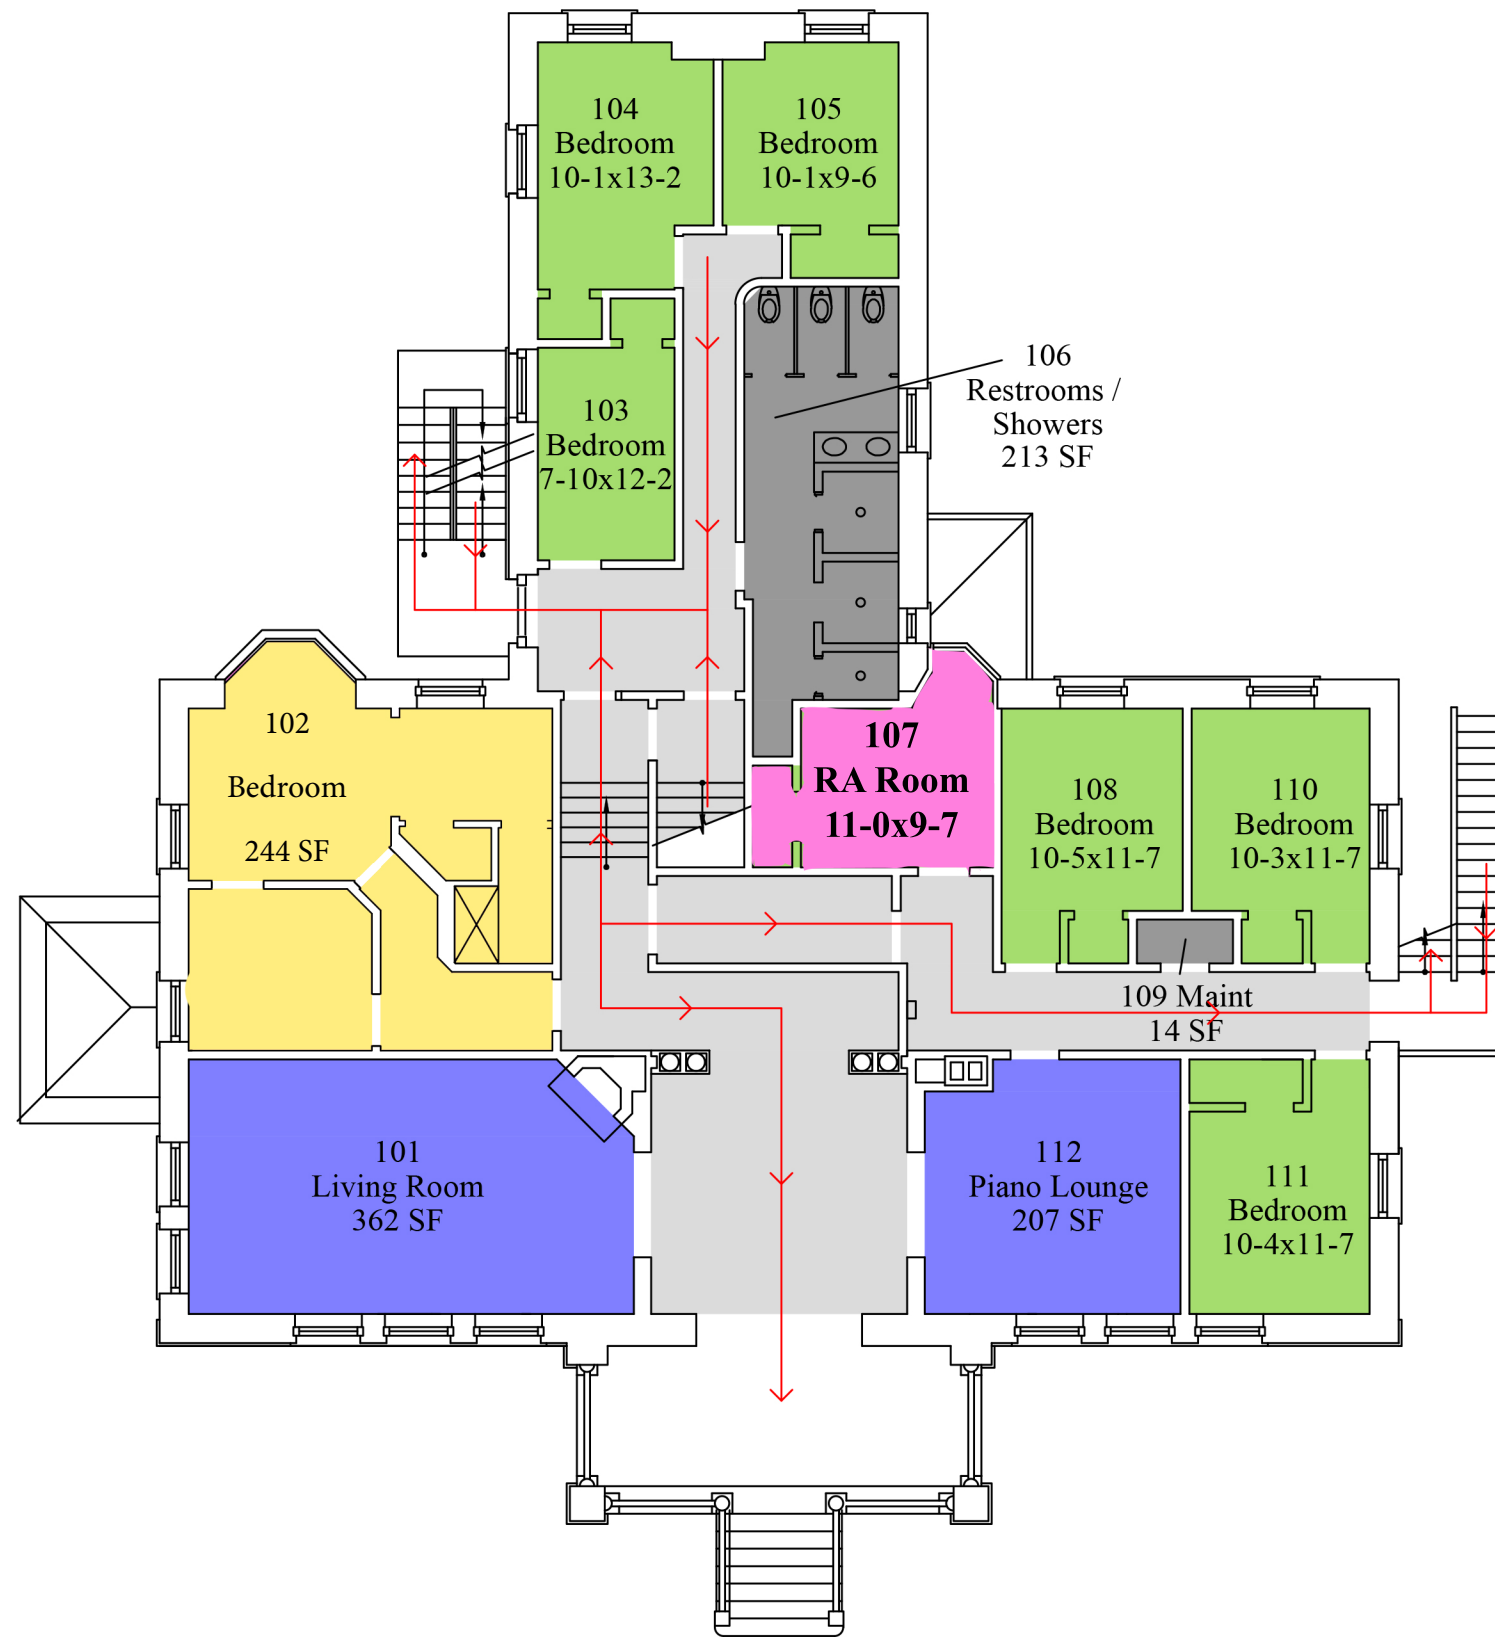 104
Bedroom
10-1x13-2
105
Bedroom
10-1x9-6
106
Restrooms /
Showers
213 SF
103
Bedroom
7-10x12-2
102
Bedroom
244 SF
107
RA Room
11-0x9-7
108
Bedroom
10-5x11-7
110
Bedroom
10-3x11-7
109 Maint
14 SF
101
Living Room
362 SF
112
Piano Lounge
207 SF
111
Bedroom
10-4x11-7